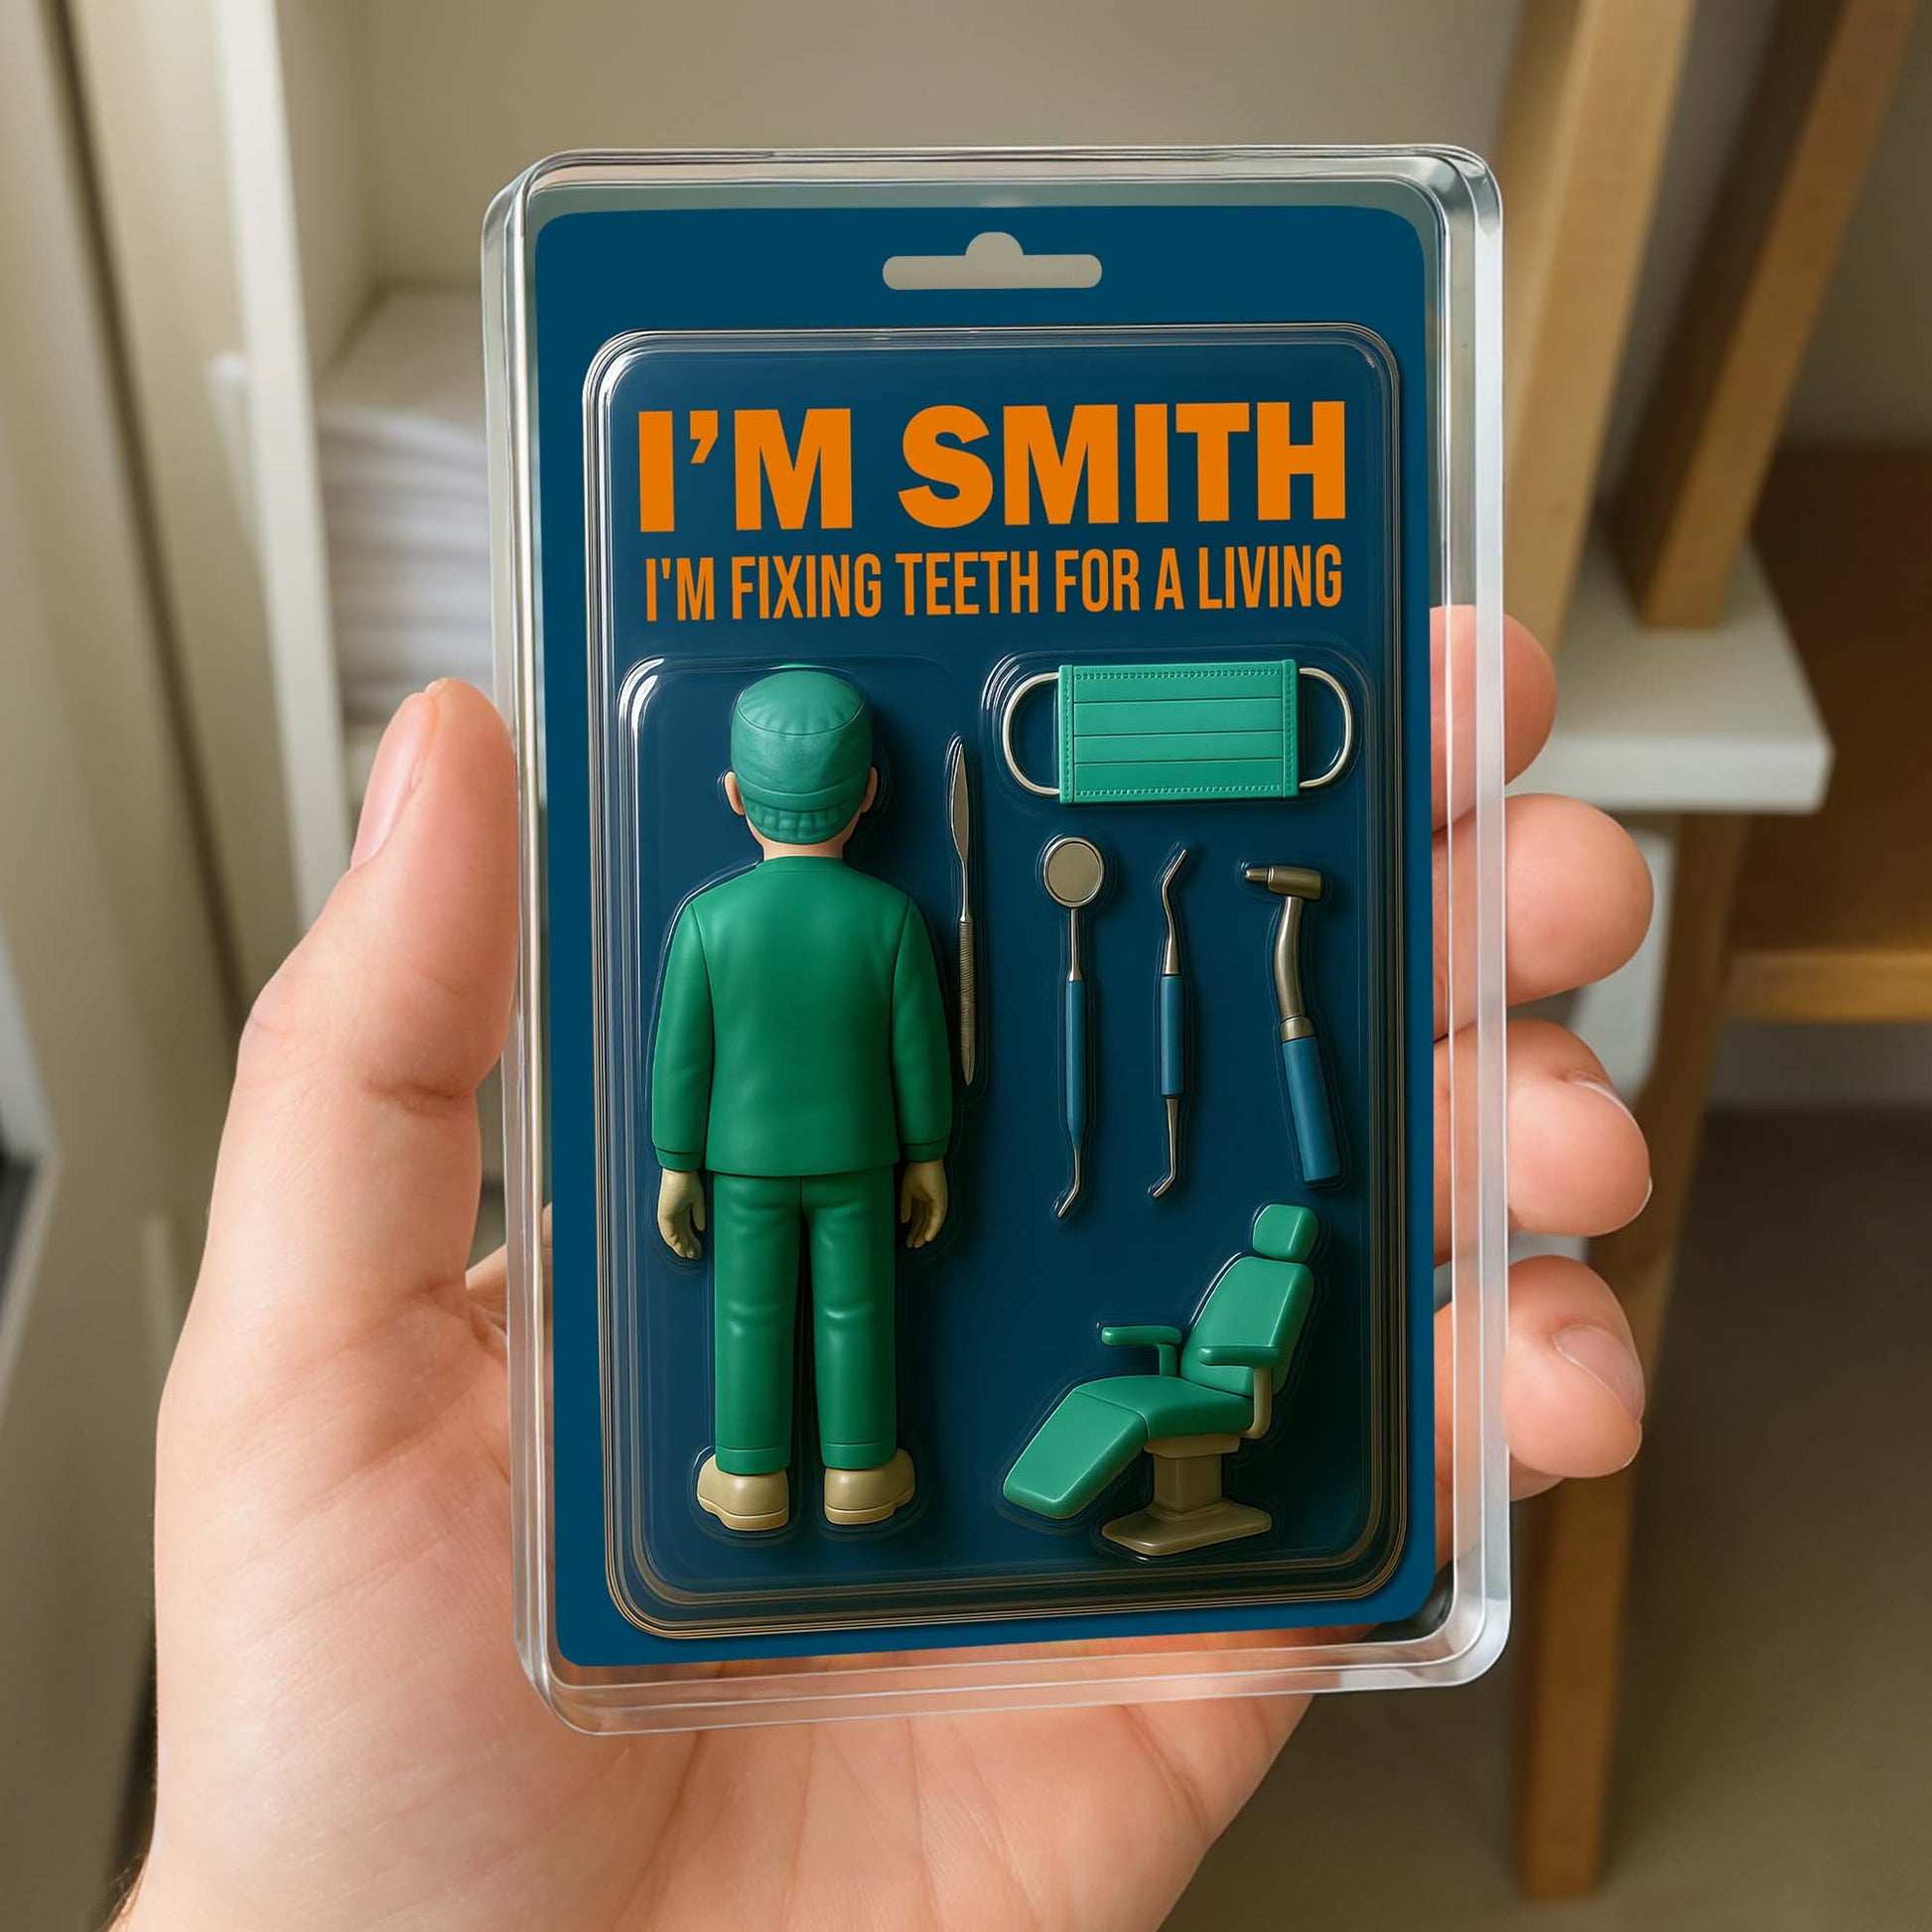 I’M SMITH
I'M FIXING TEETH FOR A LIVING